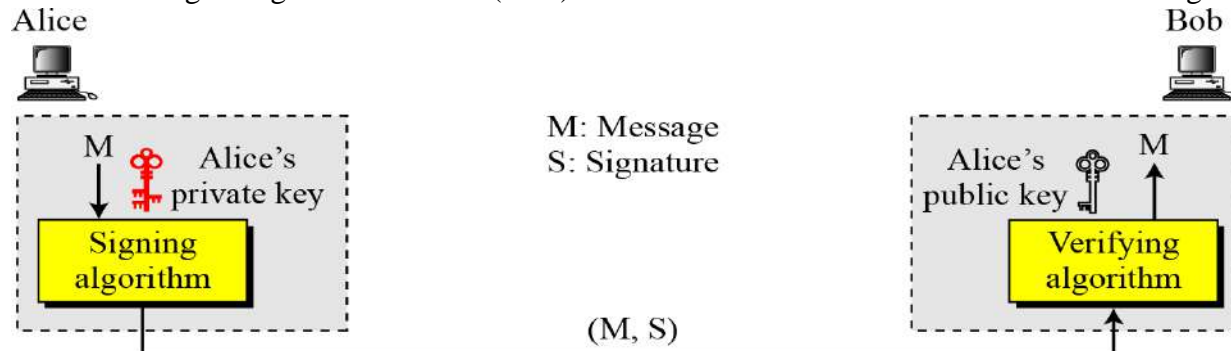 Alice
Bob
M: Message
S: Signature
M
Alice's
private key
Signing
algorithm
Alice's
public key
M
Verifying
algorithm
(M, S)